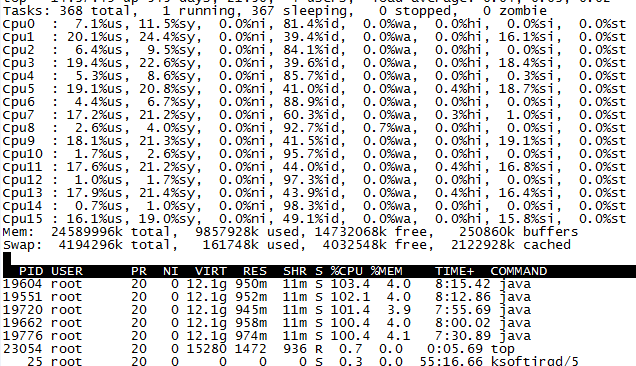 Tasks: 368 total, 1 running, 367 sleeping, 0 stopped, 0 zombie
Cpu0 : 7.1%us, 11.5%sy, 0.0%ni, 81.4%id, 0.0%wa, 0.0%hi, 0.0%si, 0.0%st
Cpu1 : 20.1%us, 24.4%sy, 0.0%ni, 39.4%id, 0.0%wa, 0.0%hi, 16.1%si, 0.0%st
Cpu2 : 6.4%us, 9.5%sy, 0.0%ni, 84.1%id, 0.0%wa, 0.0%hi, 0.0%si, 0.0%st
Cpu3 : 19.4%us, 22.6%sy, 0.0%ni, 39.6%id, 0.0%wa, 0.0%hi, 18.4%si, 0.0%st
Cpu4 : 5.3%us, 8.6%sy, 0.0%ni, 85.7%id, 0.0%wa, 0.0%hi, 0.3%si, 0.0%st
Cpu5 : 19.1%us, 20.8%sy, 0.0%ni, 41.0%id, 0.0%wa, 0.4%hi, 18.7%si, 0.0%st
Cpu6 : 4.4%us, 6.7%sy, 0.0%ni, 88.9%id, 0.0%wa, 0.0%hi, 0.0%si, 0.0%st
Cpu7 : 17.2%us, 21.2%sy, 0.0%ni, 60.3%id, 0.0%wa, 0.3%hi, 1.0%si, 0.0%st
Cpu8 : 2.6%us, 4.0%sy, 0.0%ni, 92.7%id, 0.7%wa, 0.0%hi, 0.0%si, 0.0%st
Cpu9 : 18.1%us, 21.3%sy, 0.0%ni, 41.5%id, 0.0%wa, 0.0%hi, 19.1%si, 0.0%st
Cpu10 : 1.7%us, 2.6%sy, 0.0%ni, 95.7%id, 0.0%wa, 0.0%hi, 0.0%si, 0.0%st
Cpu11 : 17.6%us, 21.2%sy, 0.0%ni, 44.0%id, 0.0%wa, 0.4%hi, 16.8%si, 0.0%st
Cpu12 : 1.0%us, 1.7%sy, 0.0%ni, 97.3%id, 0.0%wa, 0.0%hi, 0.0%si, 0.0%st
Cpu13 : 17.9%us, 21.4%sy, 0.0%ni, 43.9%id, 0.0%wa, 0.4%hi, 16.4%si, 0.0%st
Cpu14 : 0.7%us, 1.0%sy, 0.0%ni, 98.3%id, 0.0%wa, 0.0%hi, 0.0%si, 0.0%st
Cpu15 : 16.1%us, 19.0%sy, 0.0%ni, 49.1%id, 0.0%wa, 0.0%hi, 15.8%si, 0.0%st
Mem: 24589996k total, 9857928k used, 14732068k free, 250860k buffers
Swap: 4194296k total, 161748k used, 4032548k free, 2122928k cached
PID USER PR NI VIRT RES SHR S %CPU %MEM TIME+ COMMAND
19604 root 20 0 12.1g 950m 11m S 103.4 4.0 8:15.42 java
19551 root 20 0 12.1g 952m 11m S 102.1 4.0 8:12.86 java
19720 root 20 0 12.1g 945m 11m S 101.4 3.9 7:55.69 java
19662 root 20 0 12.1g 958m 11m S 100.4 4.0 8:00.02 java
19776 root 20 0 12.1g 974m 11m S 100.4 4.1 7:30.89 java
23054 root 20 0 15280 1472 936 R 0.7 0.0 0:05.69 top
25 root 20 0 0 0 0 S 0.3 0.0 55:16.66 ksoftirqd/5